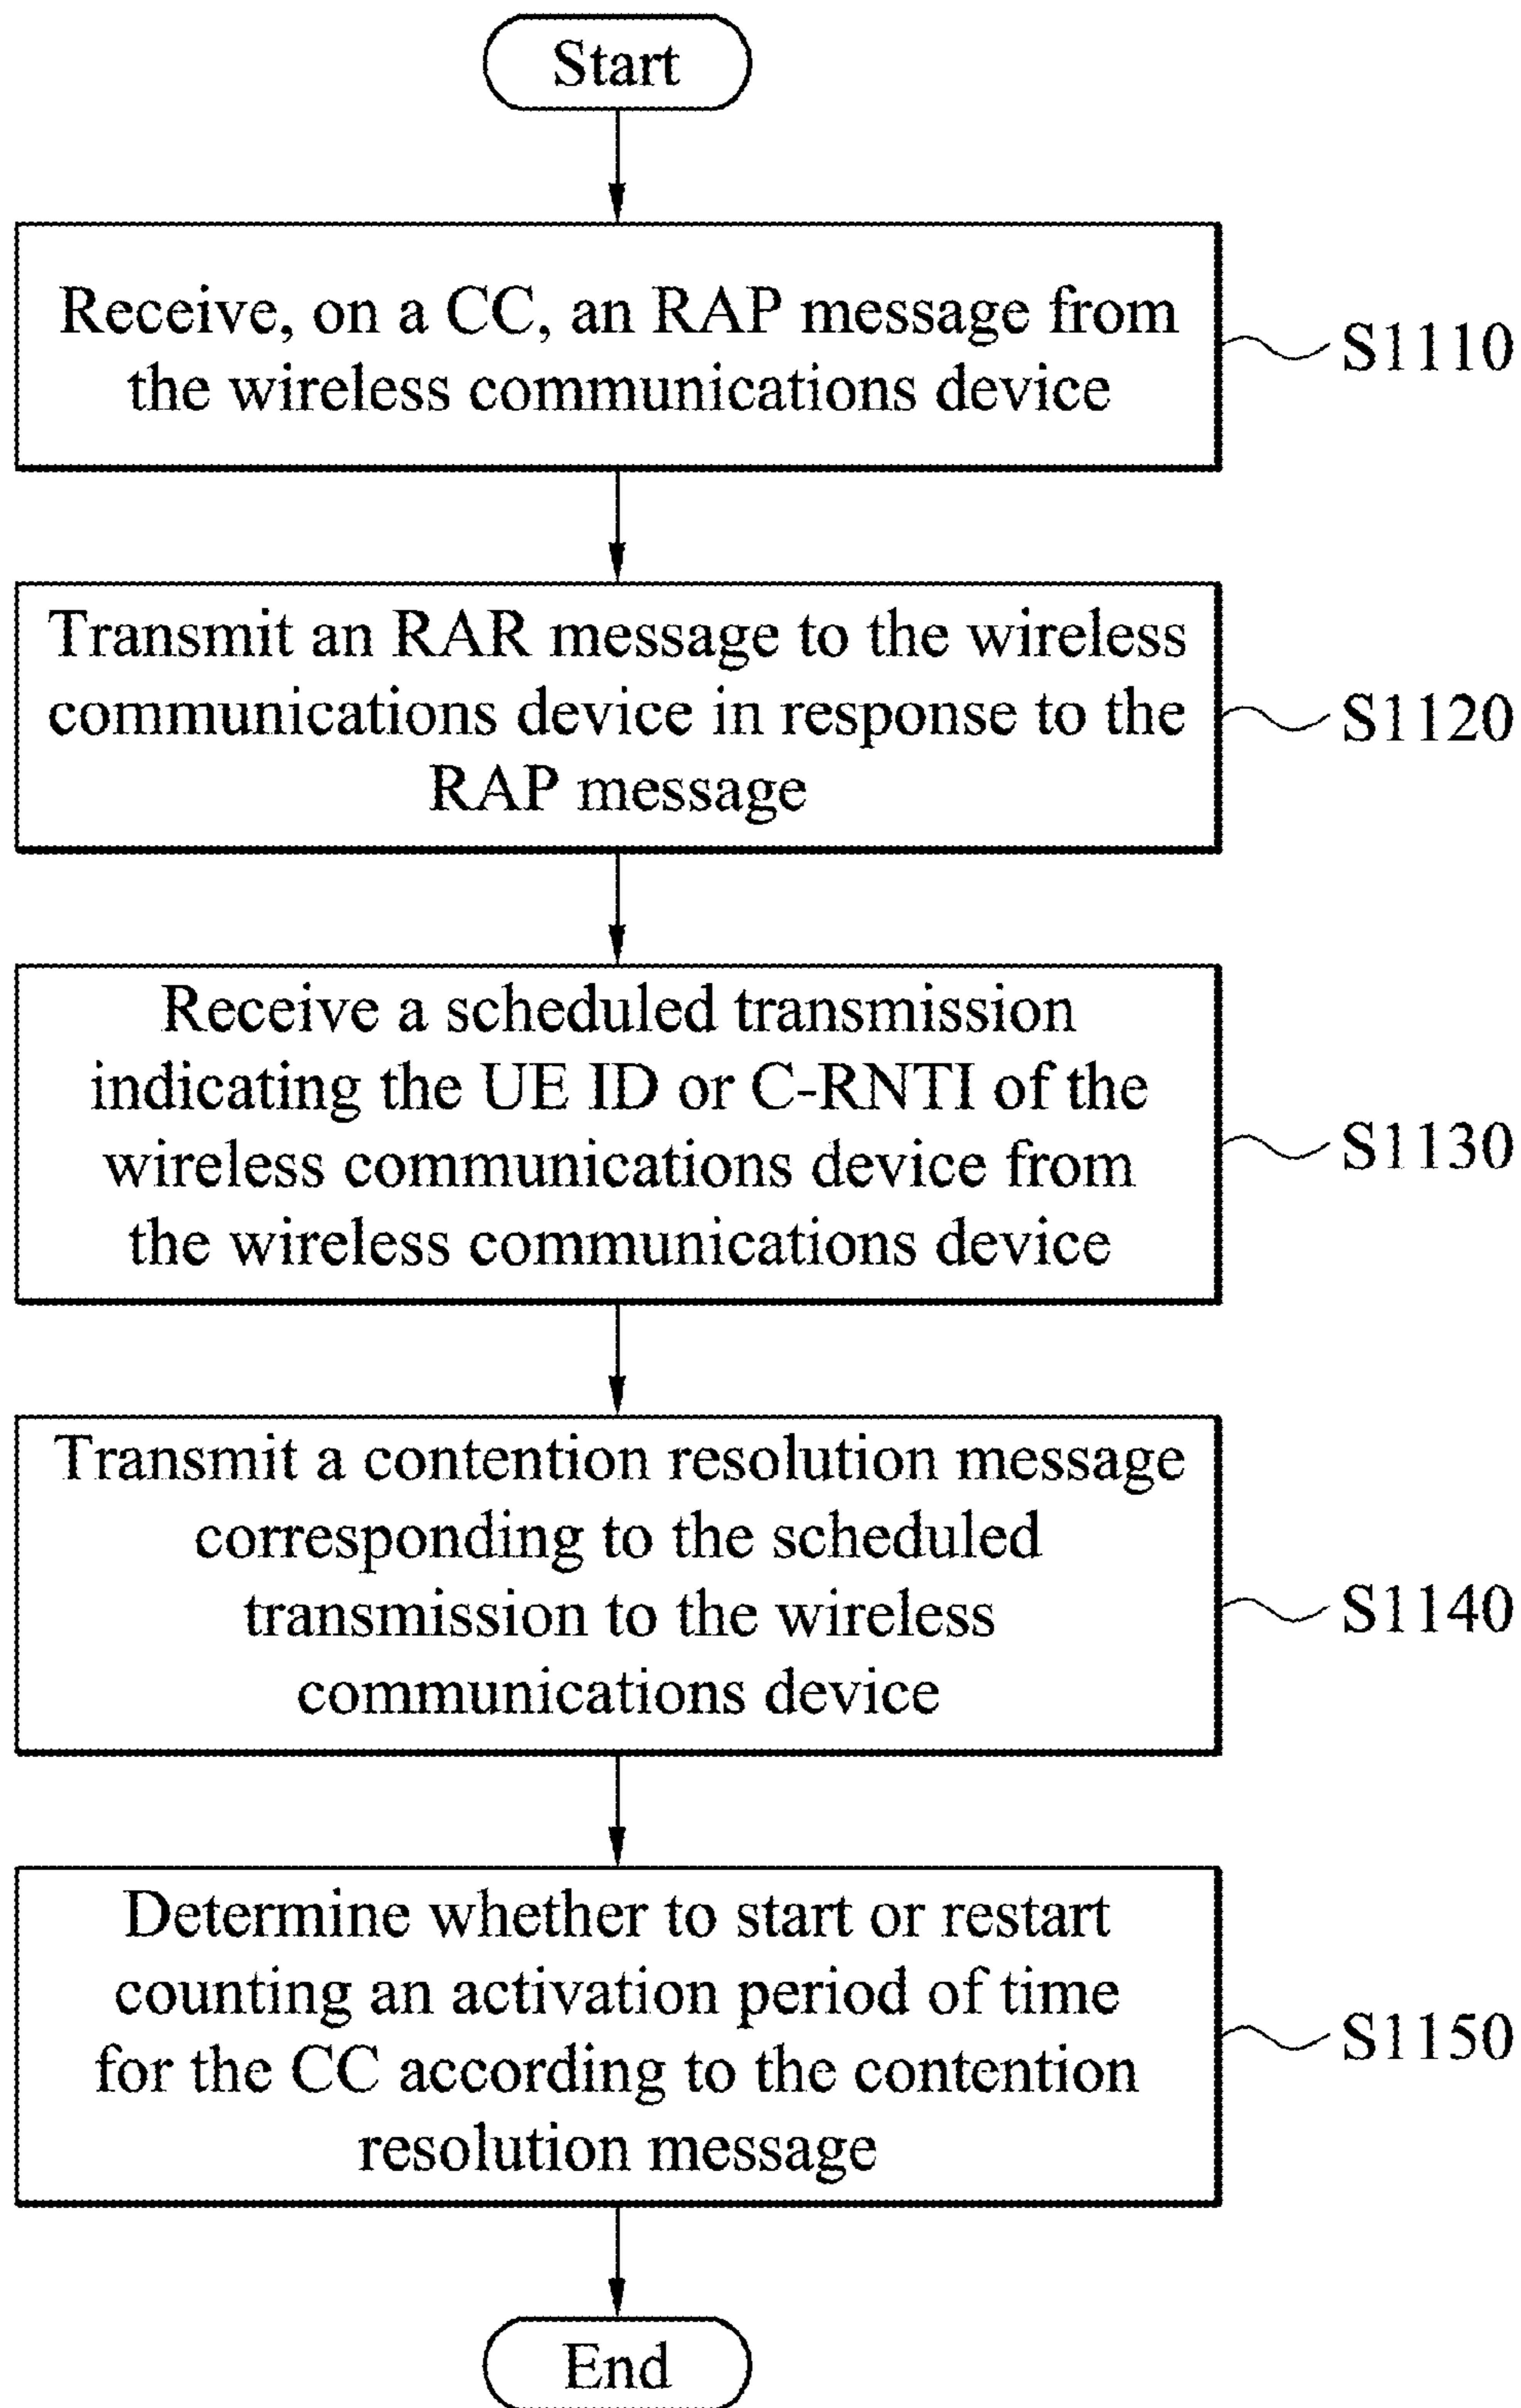 Start
Receive, on a CC, an RAP message from
the wireless communications device
S1110
Transmit an RAR message to the wireless
communications device in response to the
RAP message
S1120
Receive a scheduled transmission
indicating the UE ID or C-RNTI of the
wireless communications device from
the wireless communications device
S1130
Transmit a contention resolution message
corresponding to the scheduled
transmission to the wireless
communications device
S1140
Determine whether to start or restart
counting an activation period of time
for the CC according to the contention
resolution message
S1150
End